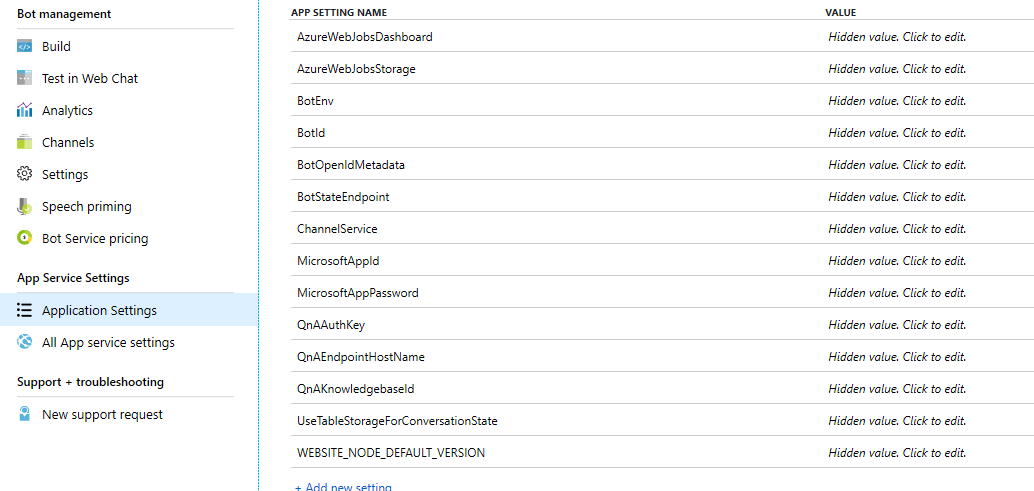 Bot management
Build
Test in Web Chat
Analytics
Channels
Settings
Speech priming
Bot Service pricing
App Service Settings
Application Settings
All App service settings
Support + troubleshooting
New support request
APP SETTING NAME VALUE
AzureWebJobsDashboard Hidden value. Click to edit.
AzureWebJobsStorage Hidden value. Click to edit.
BotEnv Hidden value. Click to edit.
BotId Hidden value. Click to edit.
BotOpenIdMetadata Hidden value. Click to edit.
BotStateEndpoint Hidden value. Click to edit.
ChannelService Hidden value. Click to edit.
MicrosoftAppId Hidden value. Click to edit.
MicrosoftAppPassword Hidden value. Click to edit.
QnAAuthKey Hidden value. Click to edit.
QnAEndpointHostName Hidden value. Click to edit.
QnAKnowledgebaseId Hidden value. Click to edit.
UseTableStorageForConversationState Hidden value. Click to edit.
WEBSITE_NODE_DEFAULT_VERSION Hidden value. Click to edit.
+ Add new setting